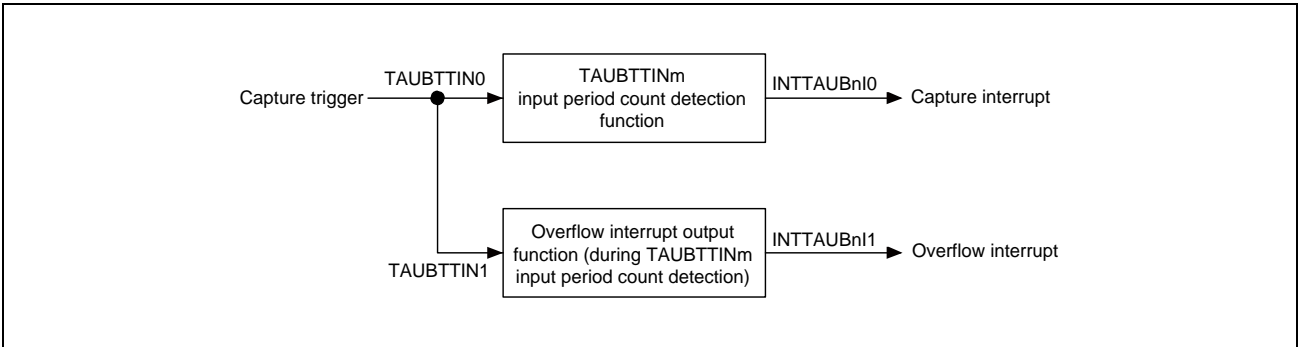 TAUBTTIN0
Capture trigger
TAUBTTINm
input period count detection
function
INTTAUBnI0
Capture interrupt
TAUBTTIN1
Overflow interrupt output
function (during TAUBTTINm
input period count detection)
INTTAUBnI1
Overflow interrupt